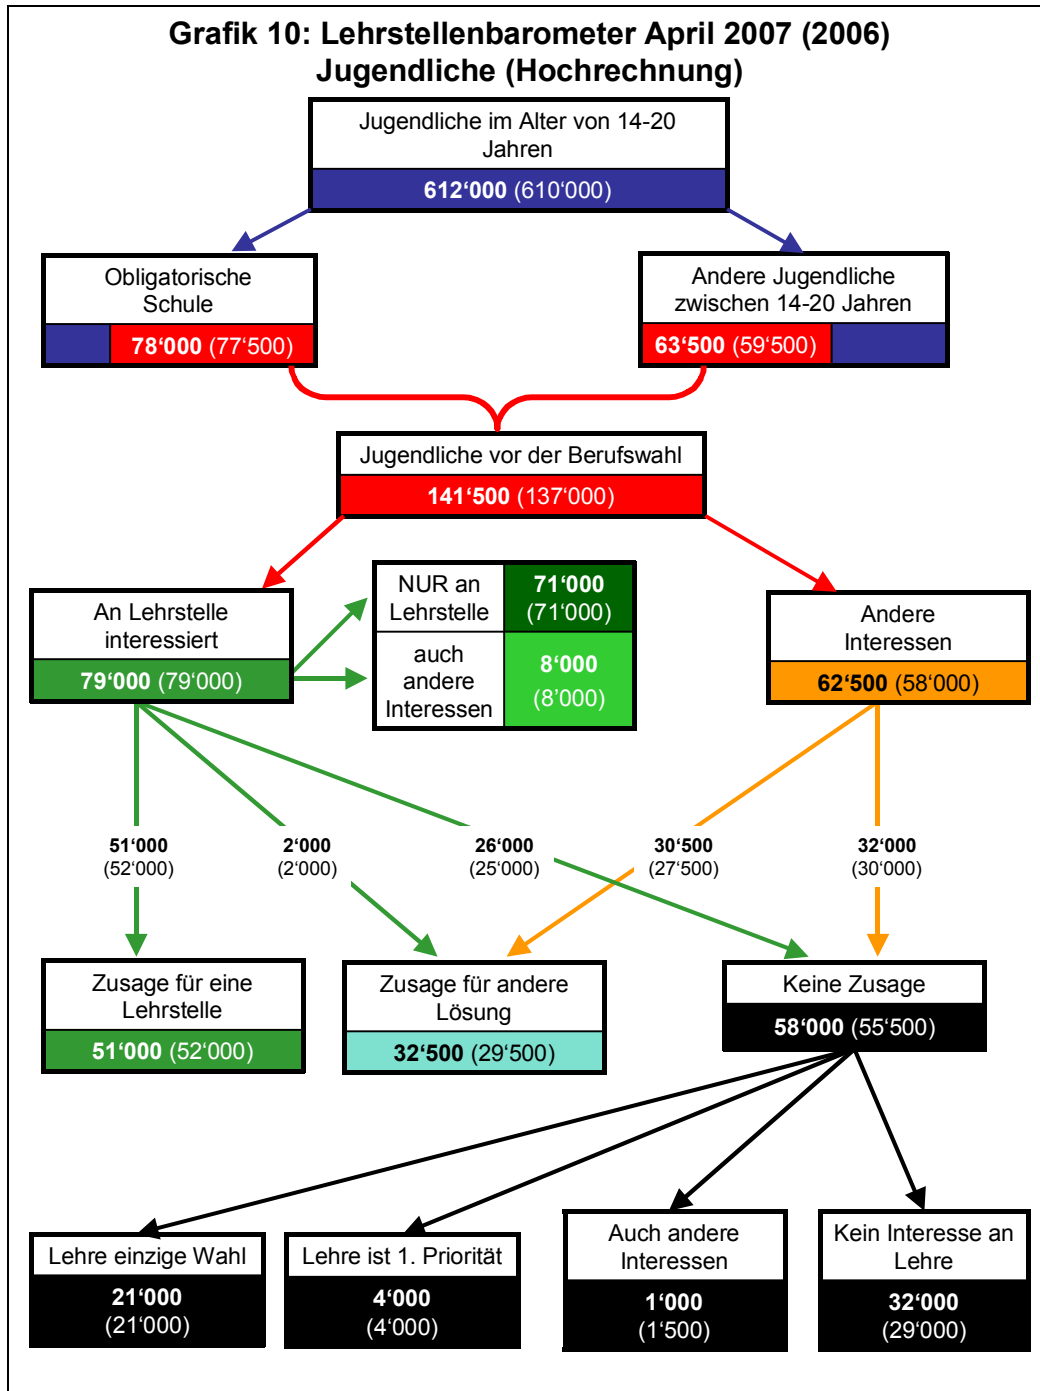 Grafik 10: Lehrstellenbarometer April 2007 (2006)
Jugendliche (Hochrechnung)
Jugendliche im Alter von 14-20
Jahren
612‘000 (610‘000)
Obligatorische
Schule
78‘000 (77‘500)
Andere Jugendliche
zwischen 14-20 Jahren
63‘500 (59‘500)
Jugendliche vor der Berufswahl
141‘500 (137‘000)
An Lehrstelle
interessiert
79‘000 (79‘000)
NUR an
Lehrstelle
71‘000
(71‘000)
auch
andere
Interessen
8‘000
(8‘000)
Andere
Interessen
62‘500 (58‘000)
51‘000
(52‘000)
2‘000
(2‘000)
26‘000
(25‘000)
30‘500
(27‘500)
32‘000
(30‘000)
Zusage für eine
Lehrstelle
51‘000 (52‘000)
Zusage für andere
Lösung
32‘500 (29‘500)
Keine Zusage
58‘000 (55‘500)
Lehre einzige Wahl
21‘000
(21‘000)
Lehre ist 1. Priorität
4‘000
(4‘000)
Auch andere
Interessen
1‘000
(1‘500)
Kein Interesse an
Lehre
32‘000
(29‘000)